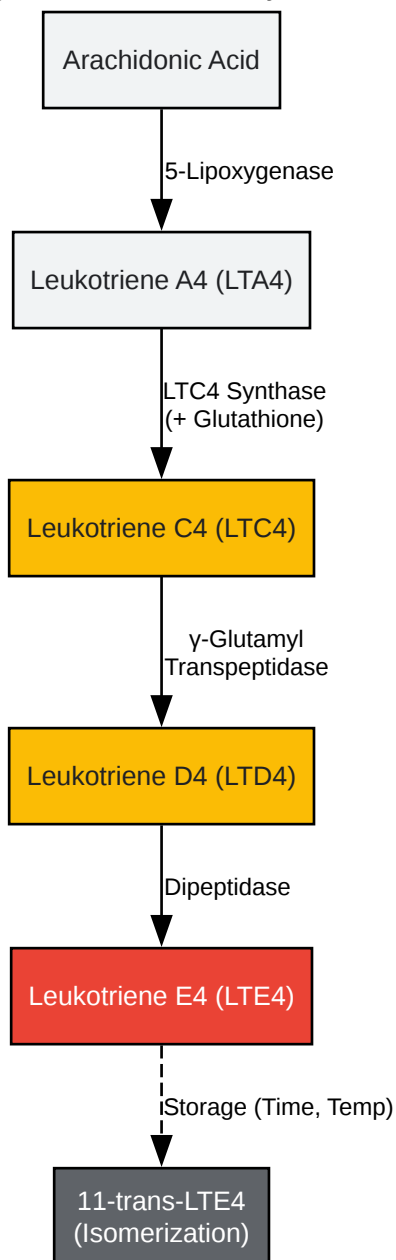 Arachidonic Acid
5-Lipoxygenase
Leukotriene A4 (LTA4)
LTC4 Synthase
(+ Glutathione)
Leukotriene C4 (LTC4)
γ-Glutamyl
Transpeptidase
Leukotriene D4 (LTD4)
Dipeptidase
Leukotriene E4 (LTE4)
Storage (Time, Temp)
11-trans-LTE4
(Isomerization)